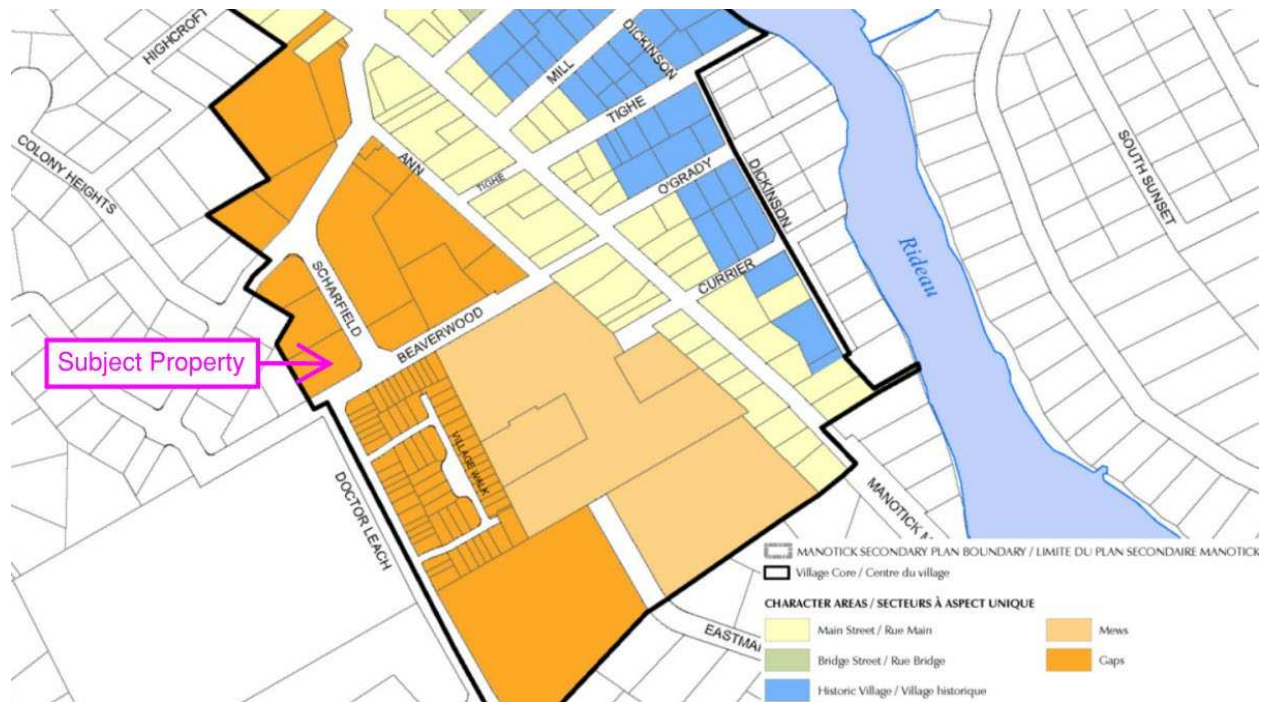 HIGHCROFT
DICKINSON
MILL
TIGHE
COLONY HEIGHTS
ANN
TIGHE
O'GRADY
DICKINSON
SOUTH SUNSET
Rideau
SCHARFIELD
CURRIER
BEAVERWOOD
Subject Property
VILLAGE WALK
DOCTOR LEACH
MANOTICK
EASTMA
MANOTICK SECONDARY PLAN BOUNDARY / LIMITE DU PLAN SECONDAIRE MANOTICK
Village Core / Centre du village
CHARACTER AREAS / SECTEURS À ASPECT UNIQUE
Main Street / Rue Main
Mews
Bridge Street / Rue Bridge
Gaps
Historic Village / Village historique